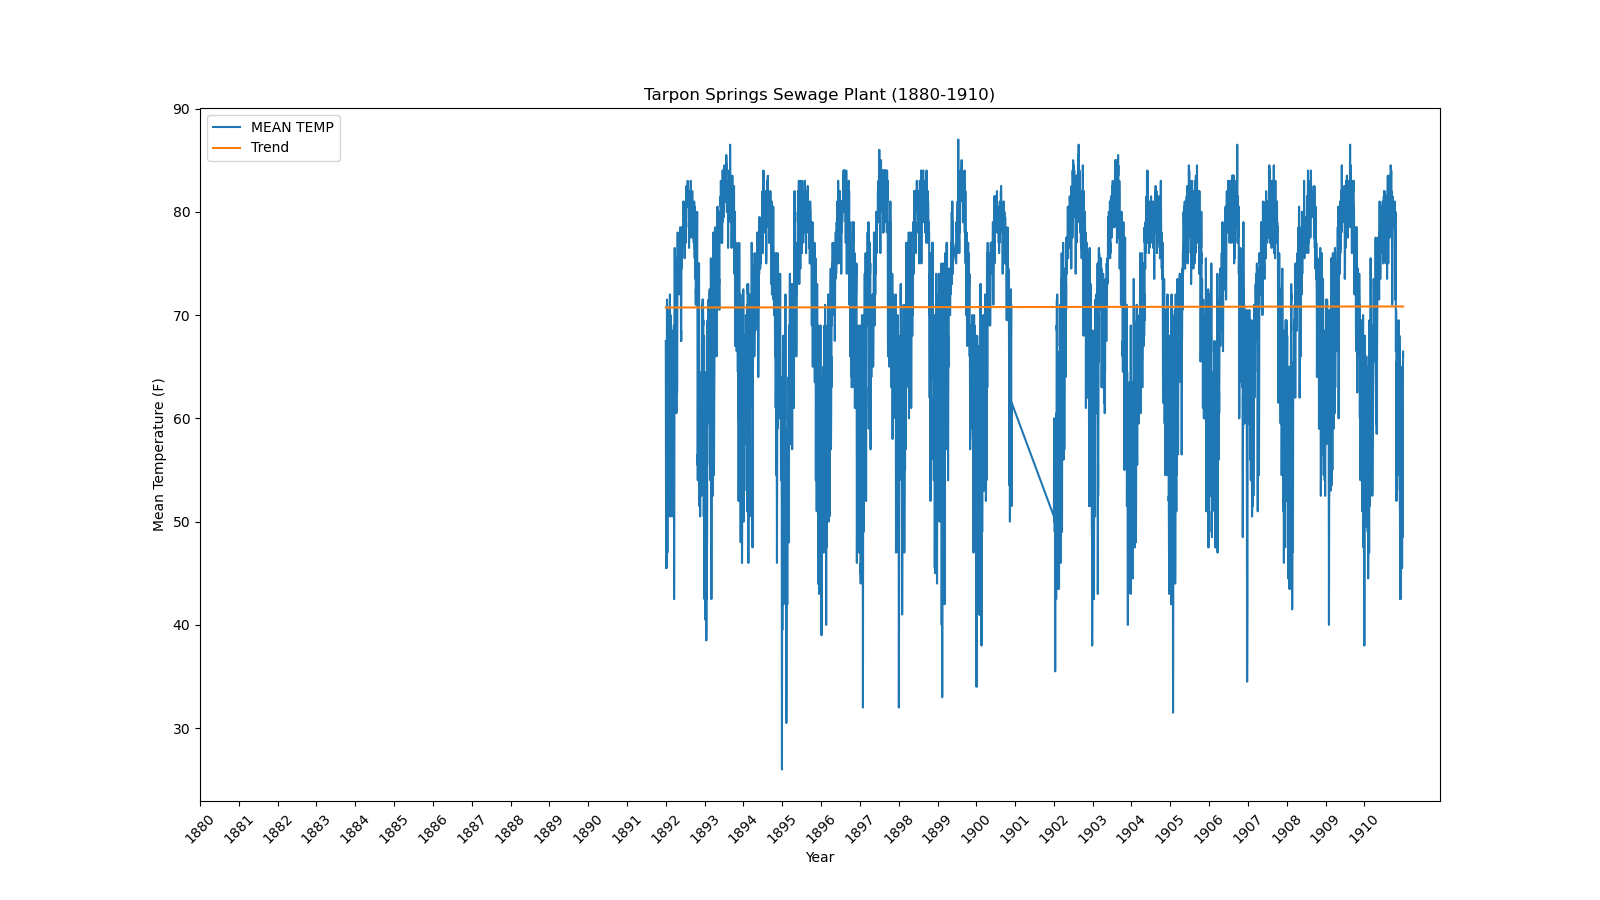 Tarpon Springs Sewage Plant (1880-1910)
MEAN TEMP
Trend
90
80
70
60
50
40
30
Mean Temperature (F)
1880 1881 1882 1883 1884 1885 1886 1887 1888 1889 1890 1891 1892 1893 1894 1895 1896 1897 1898 1899 1900 1901 1902 1903 1904 1905 1906 1907 1908 1909 1910
Year